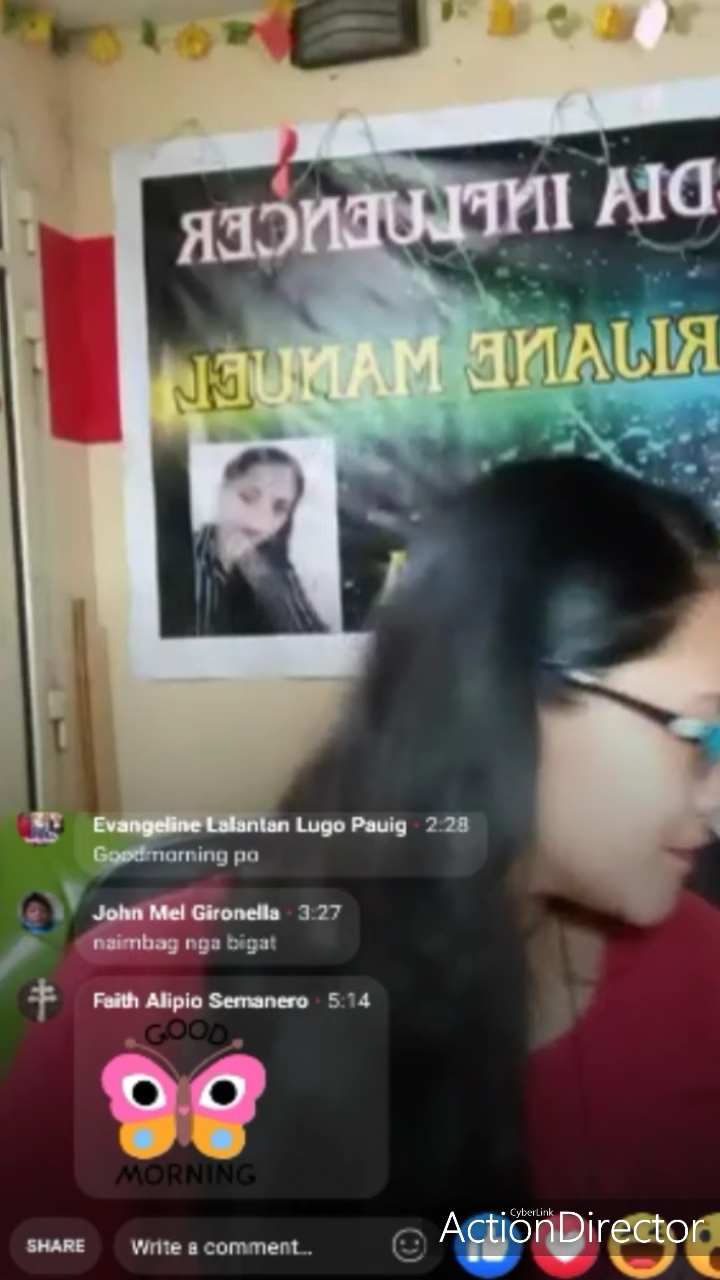 DIA INFLUENCER
RIJANE MANUEL
Evangeline Lalantan Lugo Pauig · 2:28
Goodmorning pa
John Mel Gironella · 3:27
naimbag nga bigat
Faith Alipio Semanero · 5:14
GOOD
MORNING
SHARE
Write a comment...
CyberLink
ActionDirector